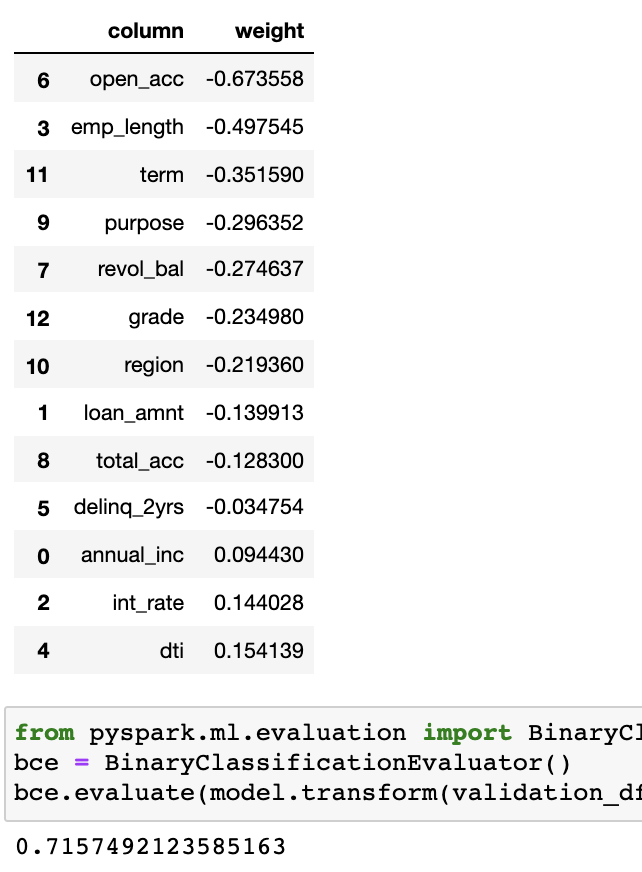 column weight
6 open_acc -0.673558
3 emp_length -0.497545
11 term -0.351590
9 purpose -0.296352
7 revol_bal -0.274637
12 grade -0.234980
10 region -0.219360
1 loan_amnt -0.139913
8 total_acc -0.128300
5 delinq_2yrs -0.034754
0 annual_inc 0.094430
2 int_rate 0.144028
4 dti 0.154139
from pyspark.ml.evaluation import BinaryCl
bce = BinaryClassificationEvaluator()
bce.evaluate(model.transform(validation_df
0.7157492123585163